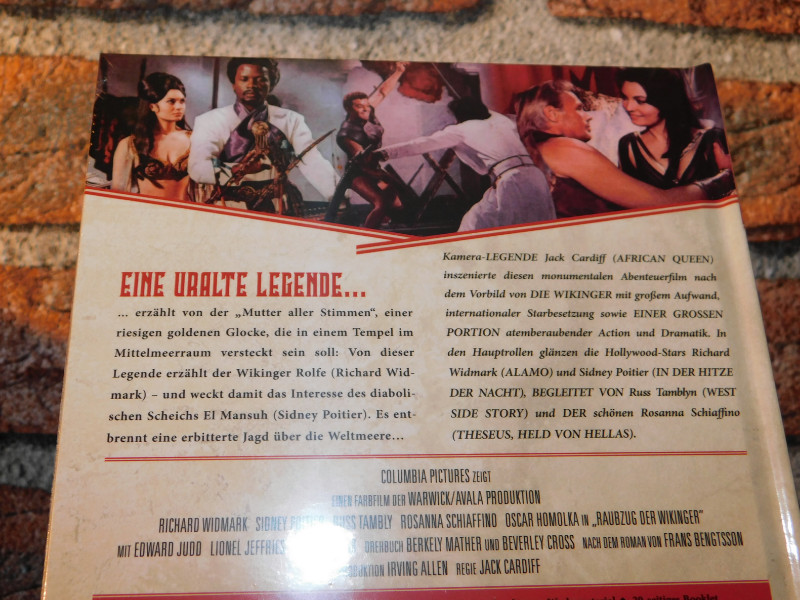 EINE URALTE LEGENDE...
... erzählt von der „Mutter aller Stimmen“, einer
riesigen goldenen Glocke, die in einem Tempel im
Mittelmeerraum versteckt sein soll: Von dieser
Legende erzählt der Wikinger Rolfe (Richard Wid-
mark) – und weckt damit das Interesse des diaboli-
schen Scheichs El Mansuh (Sidney Poitier). Es ent-
brennt eine erbitterte Jagd über die Weltmeere...
Kamera-LEGENDE Jack Cardiff (AFRICAN QUEEN)
inszenierte diesen monumentalen Abenteuerfilm nach
dem Vorbild von DIE WIKINGER mit großem Aufwand,
internationaler Starbesetzung sowie EINER GROSSEN
PORTION atemberaubender Action und Dramatik. In
den Hauptrollen glänzen die Hollywood-Stars Richard
Widmark (ALAMO) und Sidney Poitier (IN DER HITZE
DER NACHT), BEGLEITET VON Russ Tamblyn (WEST
SIDE STORY) und DER schönen Rosanna Schiaffino
(THESEUS, HELD VON HELLAS).
COLUMBIA PICTURES ZEIGT
EINEN FARBFILM DER WARWICK/AVALA PRODUKTION
RICHARD WIDMARK SIDNEY POITIER RUSS TAMBLY ROSANNA SCHIAFFINO OSCAR HOMOLKA IN „RAUBZUG DER WIKINGER“
MIT EDWARD JUDD LIONEL JEFFRIES DREHBUCH BERKELY MATHER UND BEVERLEY CROSS NACH DEM ROMAN VON FRANS BENGTSSON
IRVING ALLEN REGIE JACK CARDIFF
Booklet